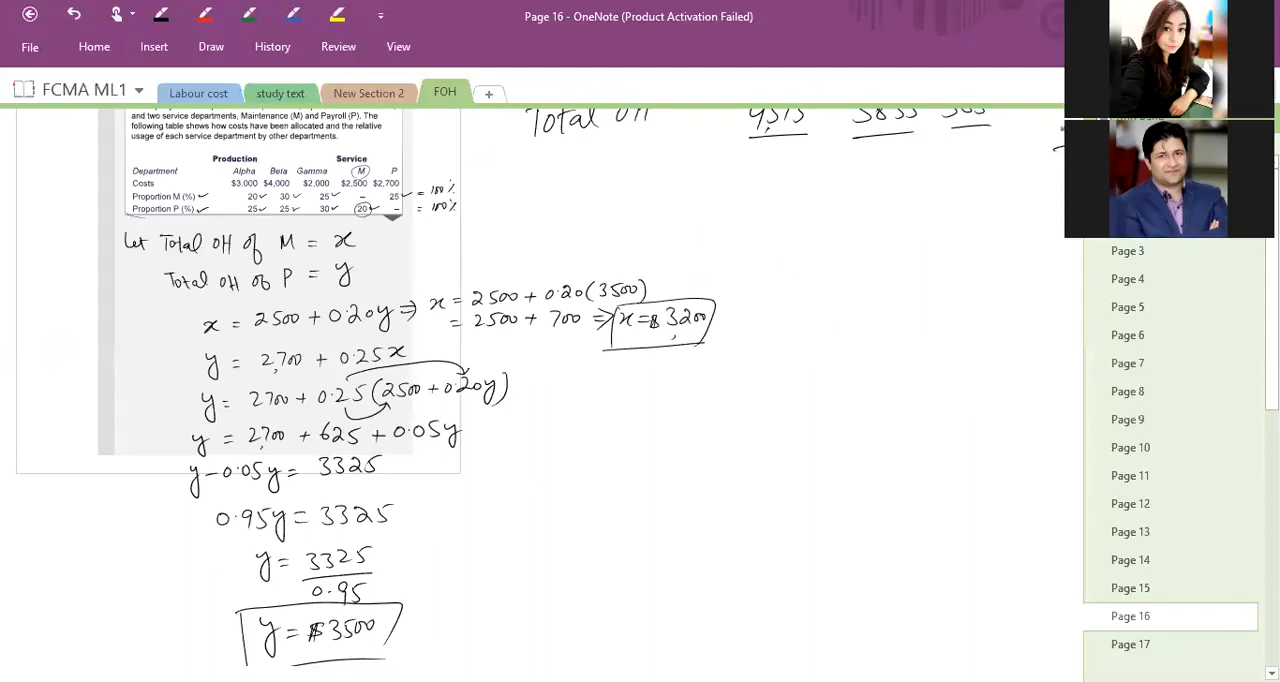 Page 16 - OneNote (Product Activation Failed)
File Home Insert Draw History Review View
FCMA ML1 Labour cost study text New Section 2 FOH +
and two service departments, Maintenance (M) and Payroll (P). The
following table shows how costs have been allocated and the relative
usage of each service department by other departments.
Production Service
Department Alpha Beta Gamma M P
Costs $3,000 $4,000 $2,000 $2,500 $2,700
Proportion M (%) 20 30 25 – 25 = 100%
Proportion P (%) 25 25 30 20 – = 100%
Total OH
Let Total OH of M = x
Total OH of P = y
x = 2500 + 0.20y ⇒ x = 2500 + 0.20(3500)
= 2500 + 700 ⇒ x = $3,200
y = 2,700 + 0.25x
y = 2700 + 0.25(2500 + 0.20y)
y = 2,700 + 625 + 0.05y
y - 0.05y = 3325
0.95y = 3325
y = 3325
0.95
y = $3500
Page 3
Page 4
Page 5
Page 6
Page 7
Page 8
Page 9
Page 10
Page 11
Page 12
Page 13
Page 14
Page 15
Page 16
Page 17